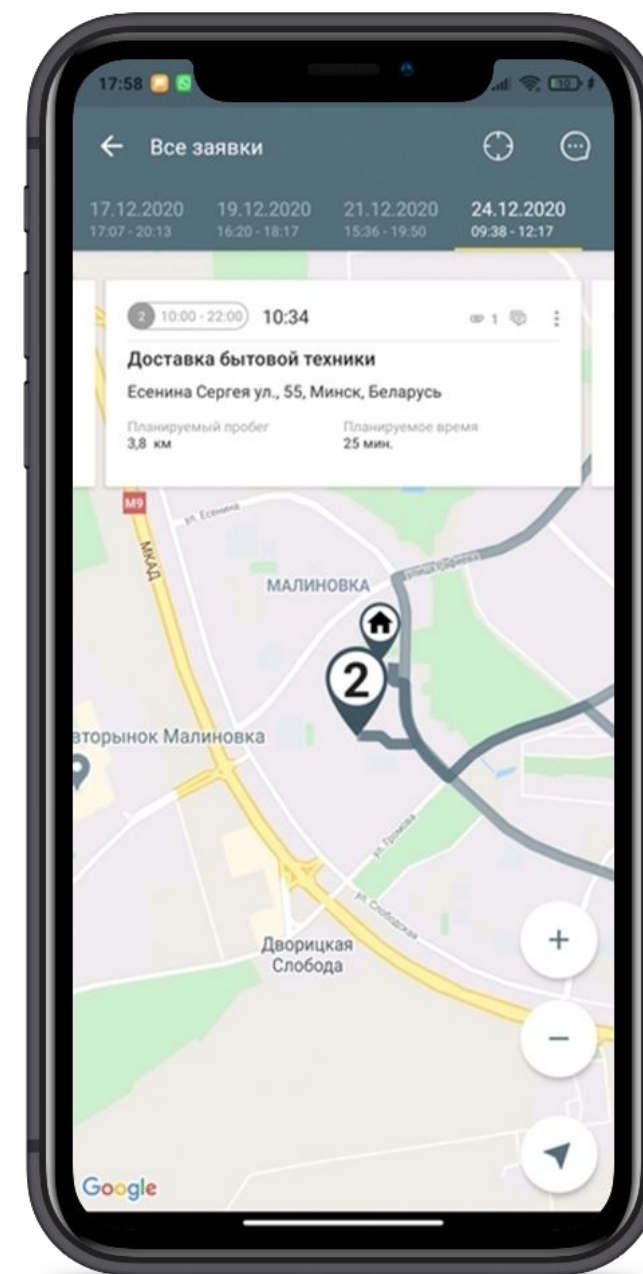 17:58
10
Все заявки
17.12.2020 19.12.2020 21.12.2020 24.12.2020
17:07 - 20:13 16:20 - 18:17 15:36 - 19:50 09:38 - 12:17
2 10:00 - 22:00 10:34 1
Доставка бытовой техники
Есенина Сергея ул., 55, Минск, Беларусь
Планируемый пробег Планируемое время
3,8 км 25 мин.
М9
ул. Есенина
МКАД
МАЛИНОВКА
2
вторынок Малиновка
ул. Громова
ул. Слободская
Дворицкая
Слобода
Google